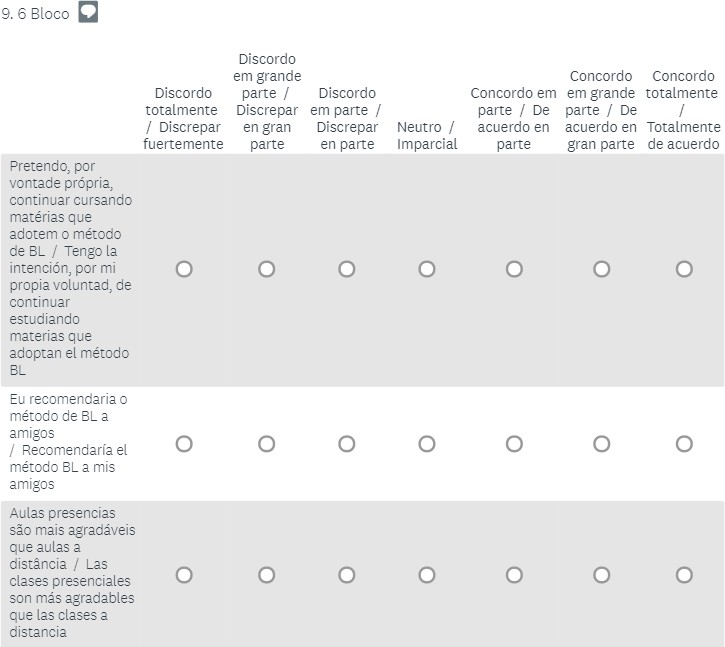 9. 6 Bloco
Discordo
totalmente
/ Discrepar
fuertemente
Discordo
em grande
parte /
Discrepar
en gran
parte
Discordo
em parte /
Discrepar
en parte
Neutro /
Imparcial
Concordo em
parte / De
acuerdo en
parte
Concordo
em grande
parte / De
acuerdo en
gran parte
Concordo
totalmente
/
Totalmente
de acuerdo
Pretendo, por
vontade própria,
continuar cursando
matérias que
adotem o método
de BL / Tengo la
intención, por mi
propia voluntad, de
continuar
estudiando
materias que
adoptan el método
BL
Eu recomendaria o
método de BL a
amigos
/ Recomendaría el
método BL a mis
amigos
Aulas presencias
são mais agradáveis
que aulas a
distância / Las
clases presenciales
son más agradables
que las clases a
distancia